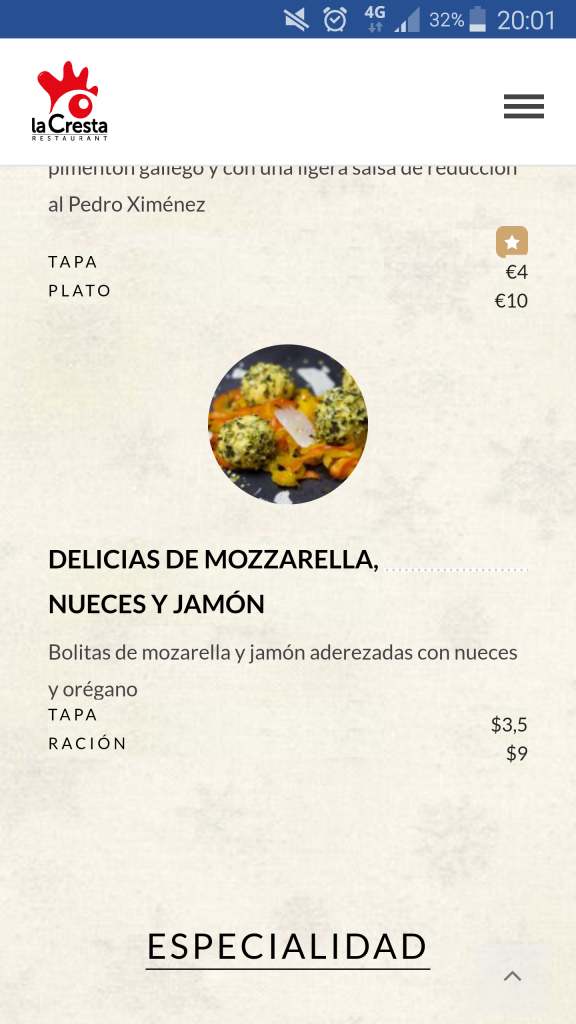 4G 32% 20:01
la Cresta
RESTAURANT
pimentón gallego y con una ligera salsa de reducción
al Pedro Ximénez
TAPA €4
PLATO €10
DELICIAS DE MOZZARELLA,
NUECES Y JAMÓN
Bolitas de mozarella y jamón aderezadas con nueces
y orégano
TAPA $3,5
RACIÓN $9
ESPECIALIDAD